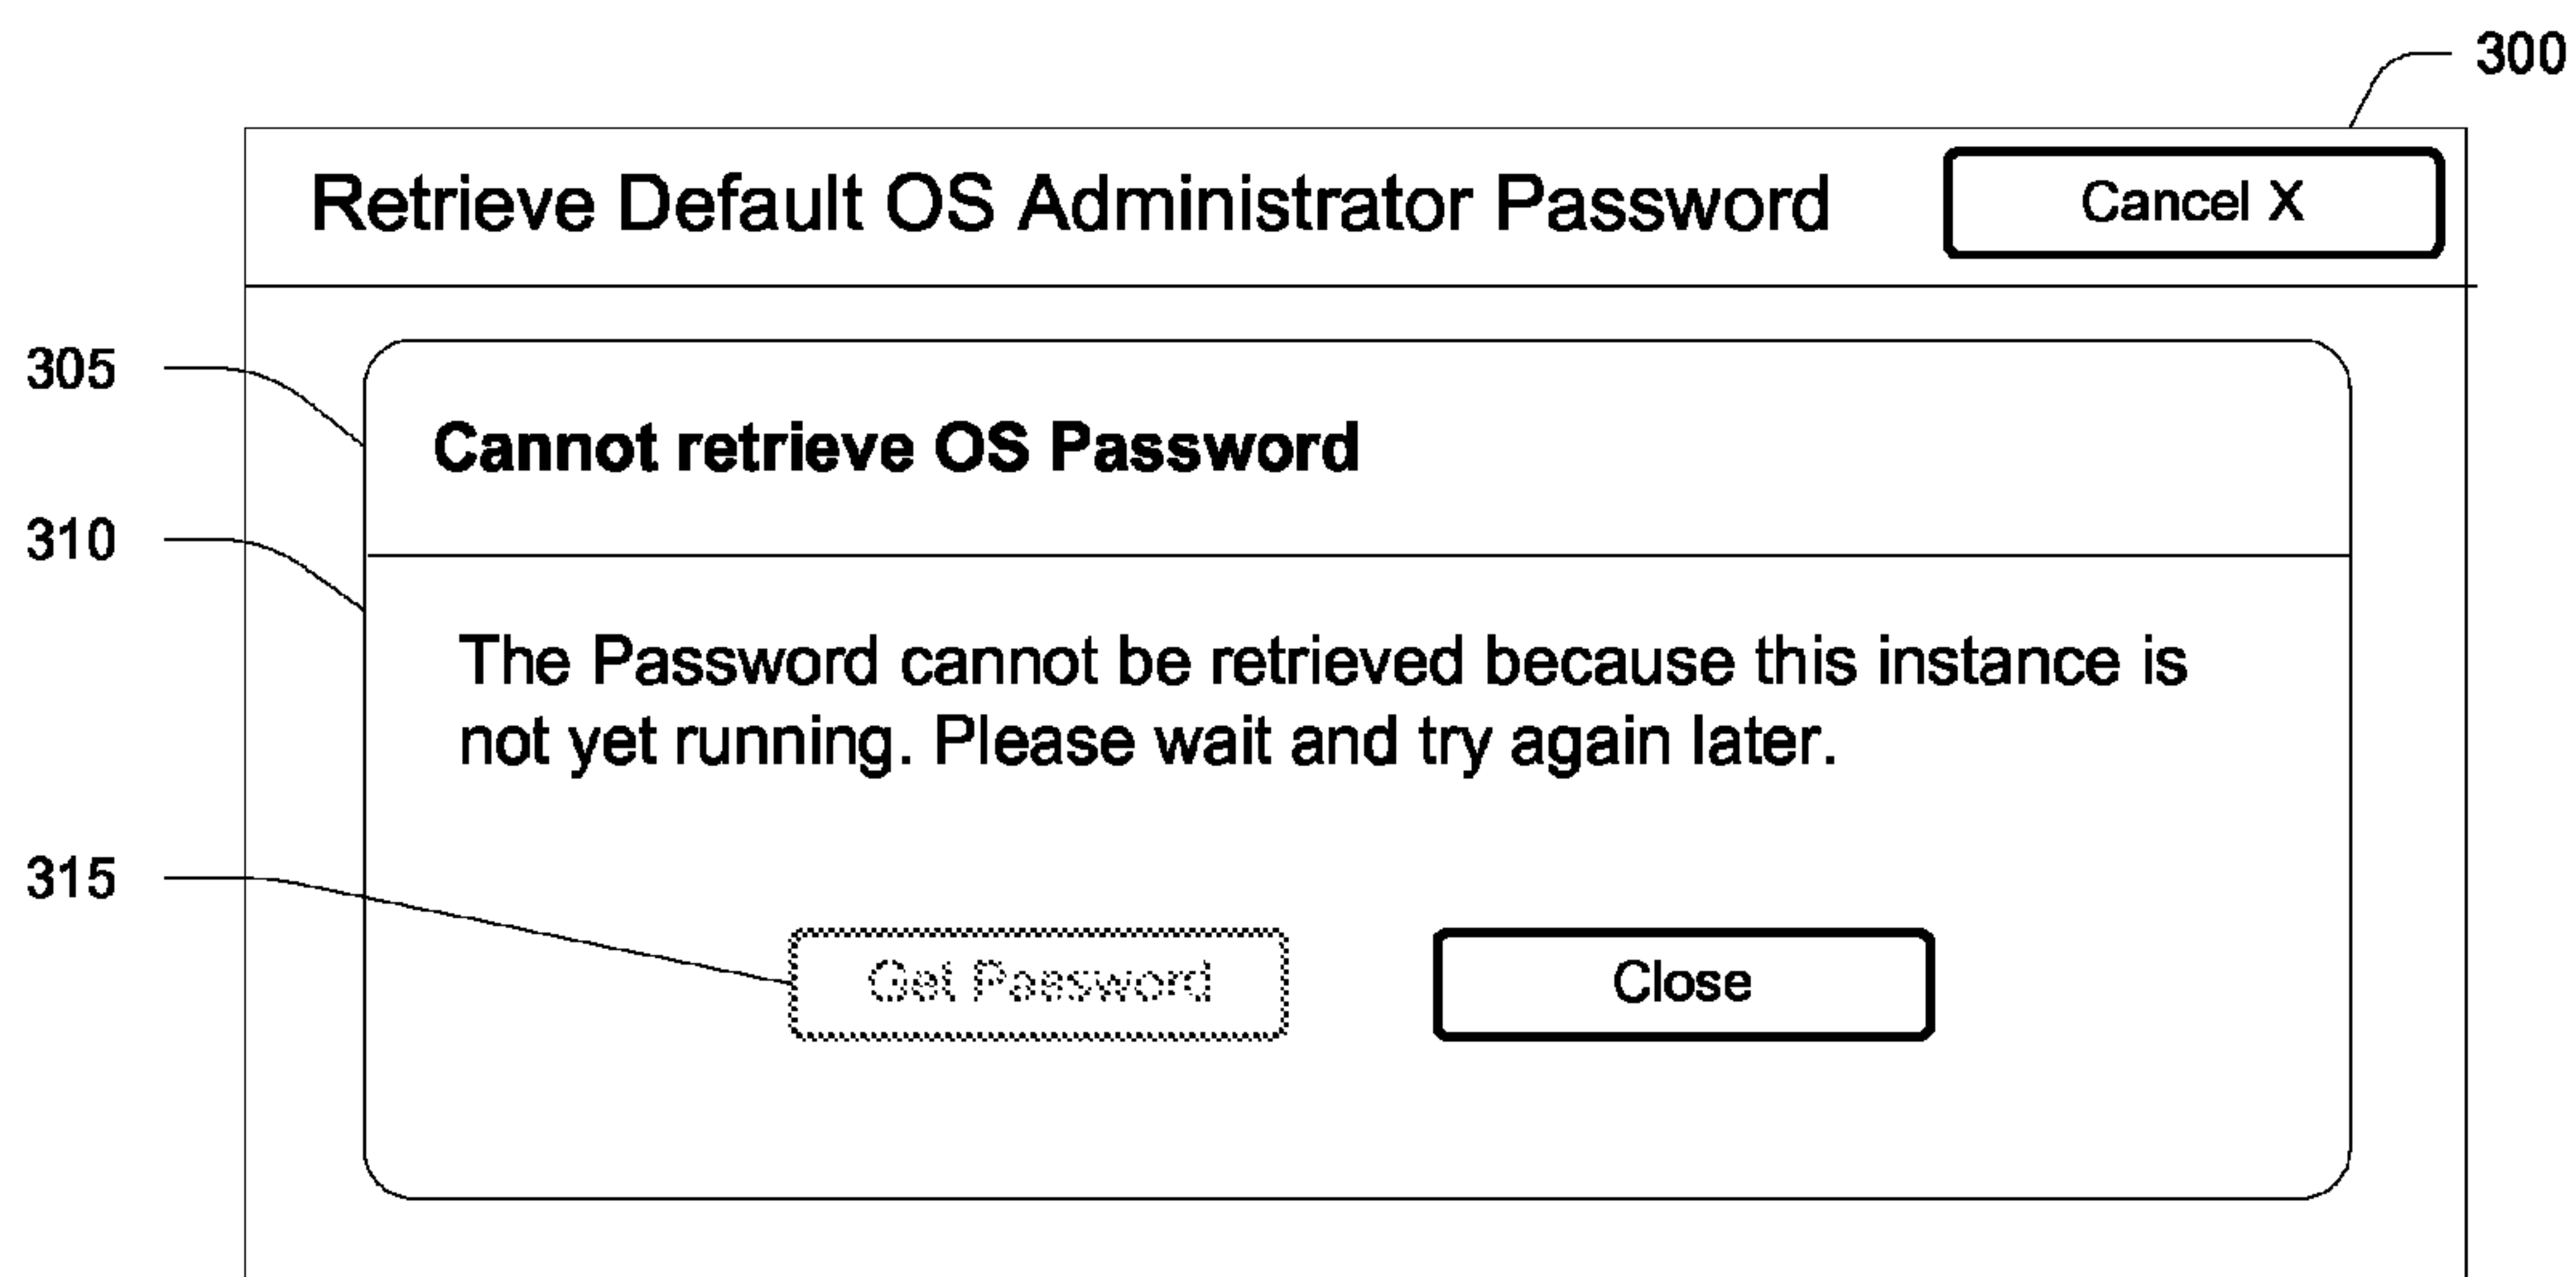 300
Retrieve Default OS Administrator Password
Cancel X
305
Cannot retrieve OS Password
310
The Password cannot be retrieved because this instance is
not yet running. Please wait and try again later.
315
Get Password
Close